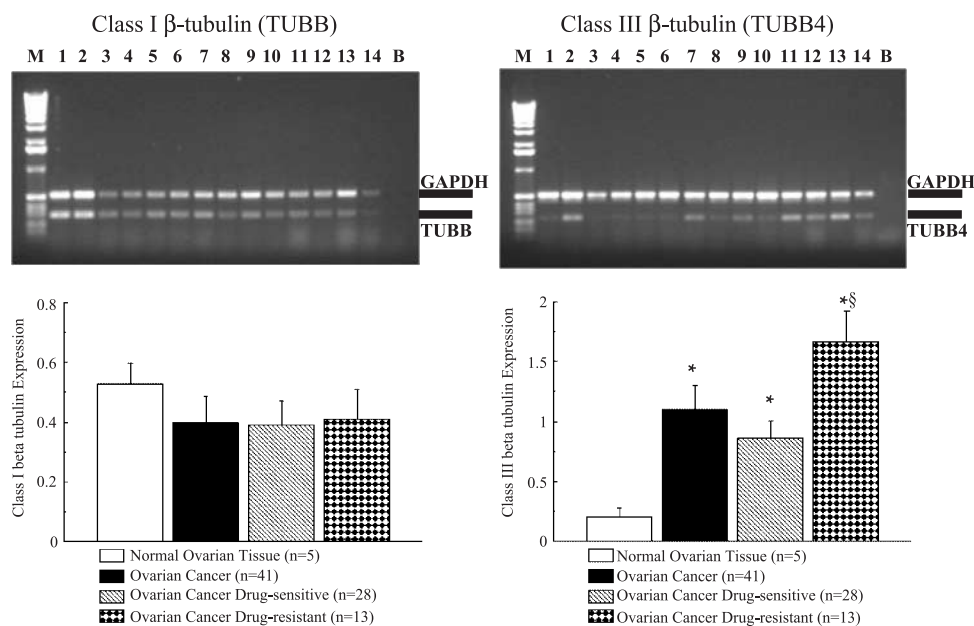 Class I β-tubulin (TUBB)
M 1 2 3 4 5 6 7 8 9 10 11 12 13 14 B
GAPDH
TUBB
Class III β-tubulin (TUBB4)
M 1 2 3 4 5 6 7 8 9 10 11 12 13 14 B
GAPDH
TUBB4
Class I beta tubulin Expression
0.8
0.6
0.4
0.2
0
Normal Ovarian Tissue (n=5)
Ovarian Cancer (n=41)
Ovarian Cancer Drug-sensitive (n=28)
Ovarian Cancer Drug-resistant (n=13)
Class III beta tubulin Expression
2
1.5
1
0.5
0
*
*
*§
Normal Ovarian Tissue (n=5)
Ovarian Cancer (n=41)
Ovarian Cancer Drug-sensitive (n=28)
Ovarian Cancer Drug-resistant (n=13)